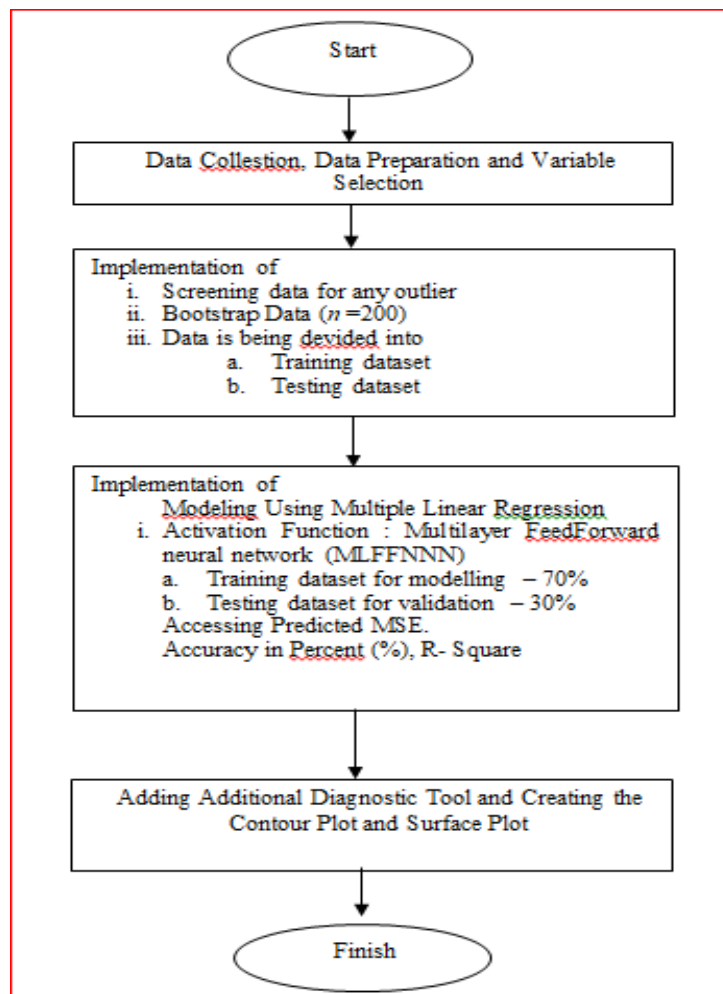 Start
Data Collestion, Data Preparation and Variable
Selection
Implementation of
i. Screening data for any outlier
ii. Bootstrap Data (n =200)
iii. Data is being devided into
a. Training dataset
b. Testing dataset
Implementation of
Modeling Using Multiple Linear Regression
i. Activation Function : Multilayer FeedForward
neural network (MLFFNNN)
a. Training dataset for modelling – 70%
b. Testing dataset for validation – 30%
Accessing Predicted MSE.
Accuracy in Percent (%), R- Square
Adding Additional Diagnostic Tool and Creating the
Contour Plot and Surface Plot
Finish